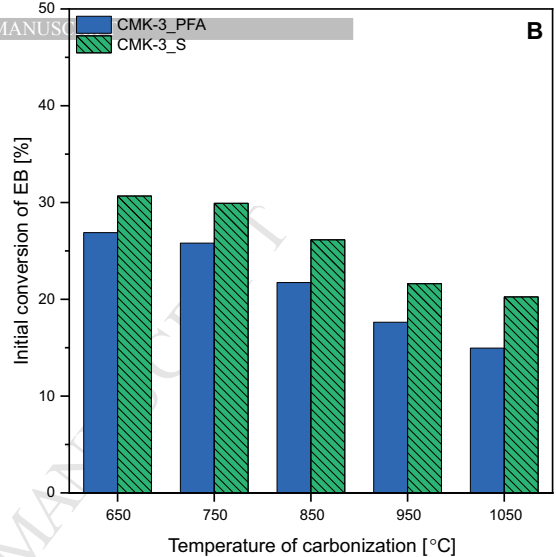 50
MANUSC
CMK-3_PFA
B
CMK-3_S
40
30
20
10
0
Initial conversion of EB [%]
650 750 850 950 1050
Temperature of carbonization [°C]